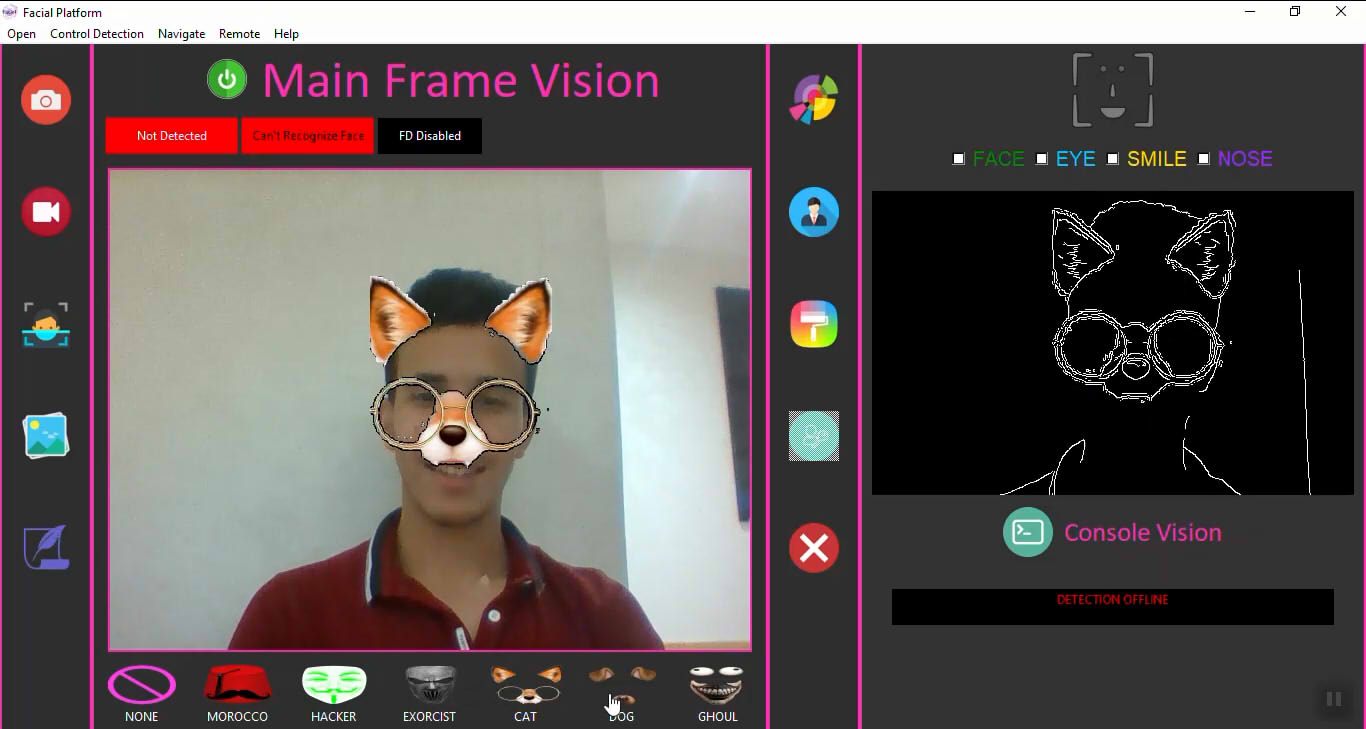 Facial Platform
Open Control Detection Navigate Remote Help
Main Frame Vision
Not Detected
Can't Recognize Face
FD Disabled
FACE EYE SMILE NOSE
Console Vision
DETECTION OFFLINE
NONE MOROCCO HACKER EXORCIST CAT DOG GHOUL